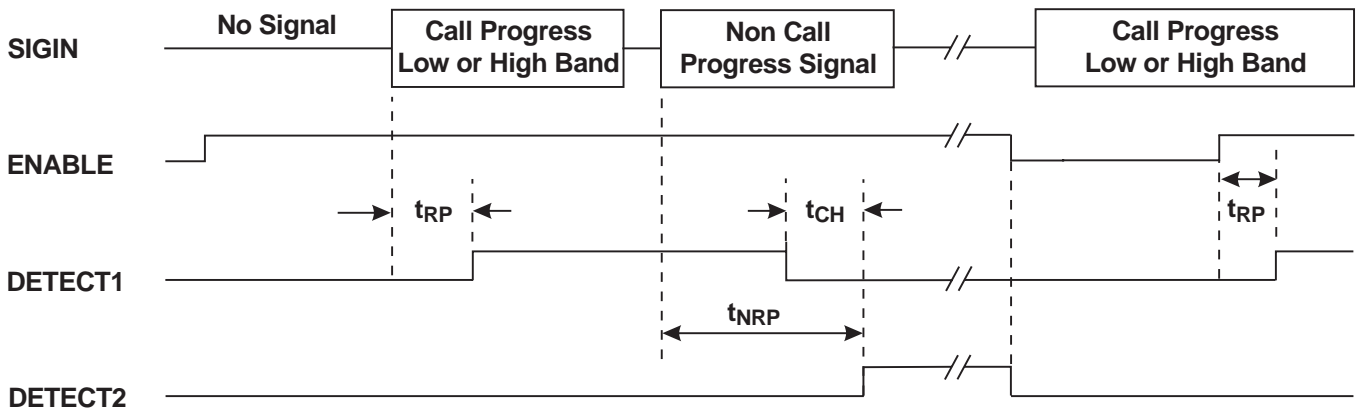 No Signal
Call Progress
Low or High Band
Non Call
Progress Signal
Call Progress
Low or High Band
SIGIN
ENABLE
tRP
tCH
tRP
DETECT1
tNRP
DETECT2